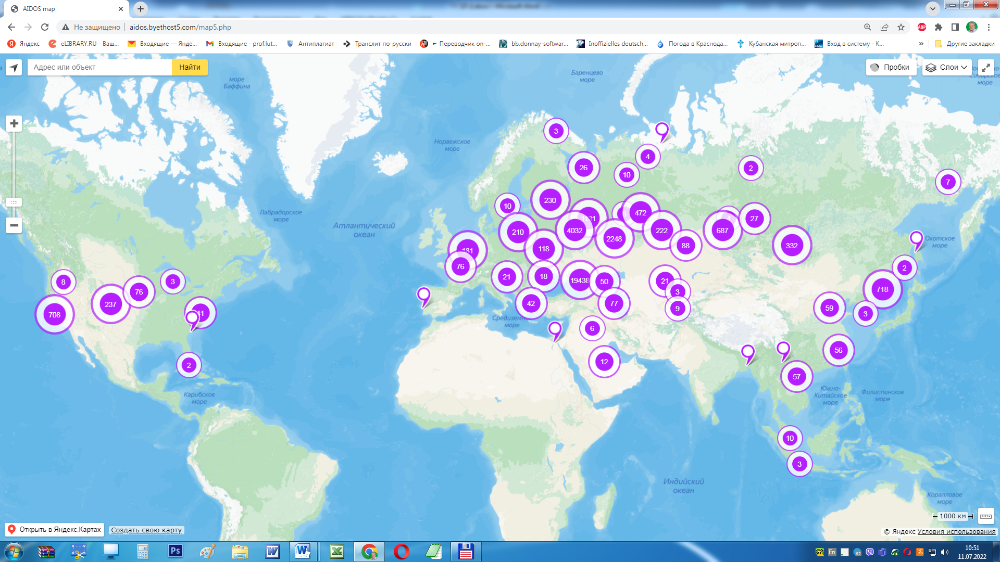 AIDOS map
Не защищено
aidos.byethost5.com/map5.php
Яндекс
eLIBRARY.RU - Ваш...
Входящие — Янде...
Входящие - prof.lut...
Антиплагиат
Транслит по-русски
► Переводчик on-...
bb.donnay-software...
Inoffizielles deutsch...
Погода в Краснода...
Кубанская митроп...
Вход в систему - К...
»
Другие закладки
Адрес или объект
Найти
Пробки
Слои
море
Баффина
Баренцево
море
Норвежское
море
Лабрадорское
море
Атлантический
океан
Охотское
море
Средиземн
море
Карибское
море
Южно-
Китайское
море
Филиппинское
море
Индийский
океан
Коралловое
море
3
4
26
10
2
7
230
10
472
4032
210
222
687
27
2248
118
88
332
181
76
21
18
19438
50
21
3
9
42
77
6
12
8
3
76
237
708
2
2
718
59
3
56
57
10
3
1000 км
Открыть в Яндекс.Картах
Создать свою карту
© Яндекс Условия использования
Ps
En
62
10:51
11.07.2022